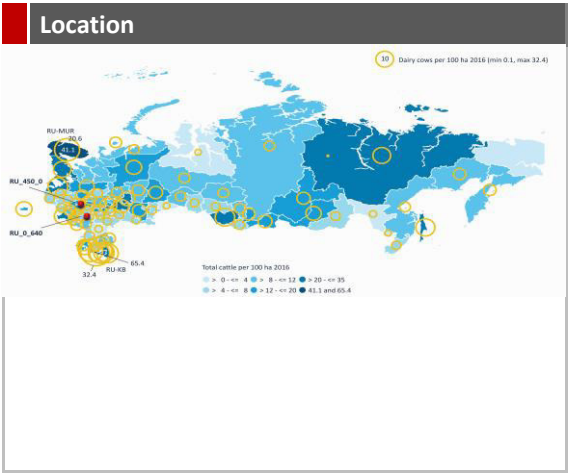 Location
10 Dairy cows per 100 ha 2016 (min 0.1, max 32.4)
RU-MUR
20.6
41.1
RU_450_0
RU_0_640
65.4
RU-KB
32.4
Total cattle per 100 ha 2016
> 0 - <= 4 > 8 - <= 12 > 20 - <= 35
> 4 - <= 8 > 12 - <= 20 41.1 and 65.4